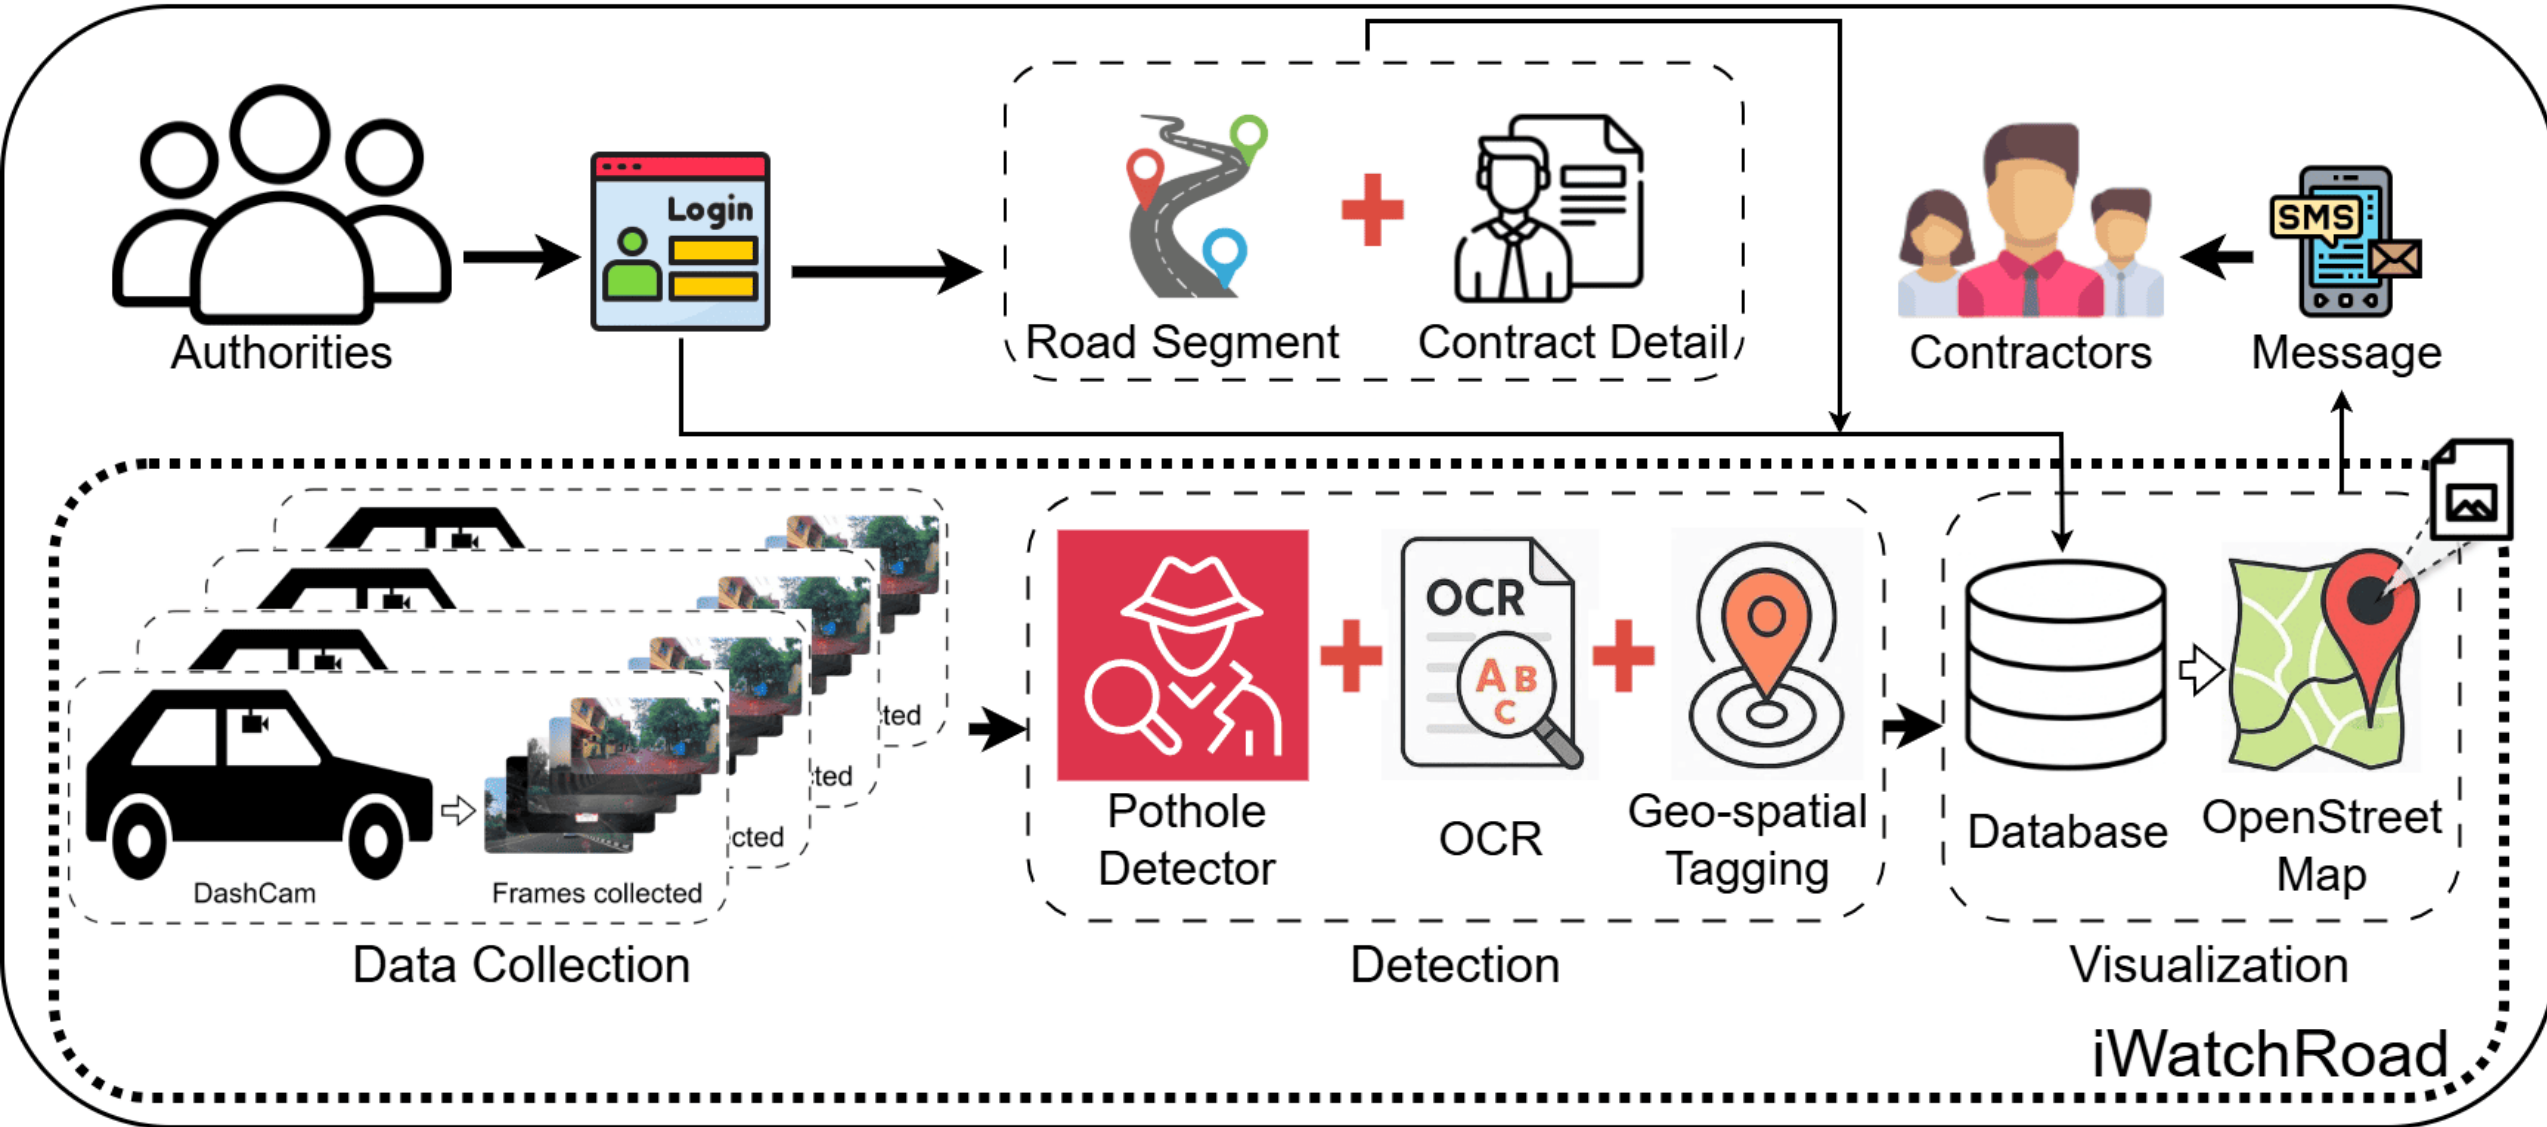 Login
SMS
Authorities
Road Segment
Contract Detail
Contractors
Message
OCR
A B
C
ted
ted
cted
DashCam
Frames collected
Pothole
Detector
OCR
Geo-spatial
Tagging
Database
OpenStreet
Map
Data Collection
Detection
Visualization
iWatchRoad